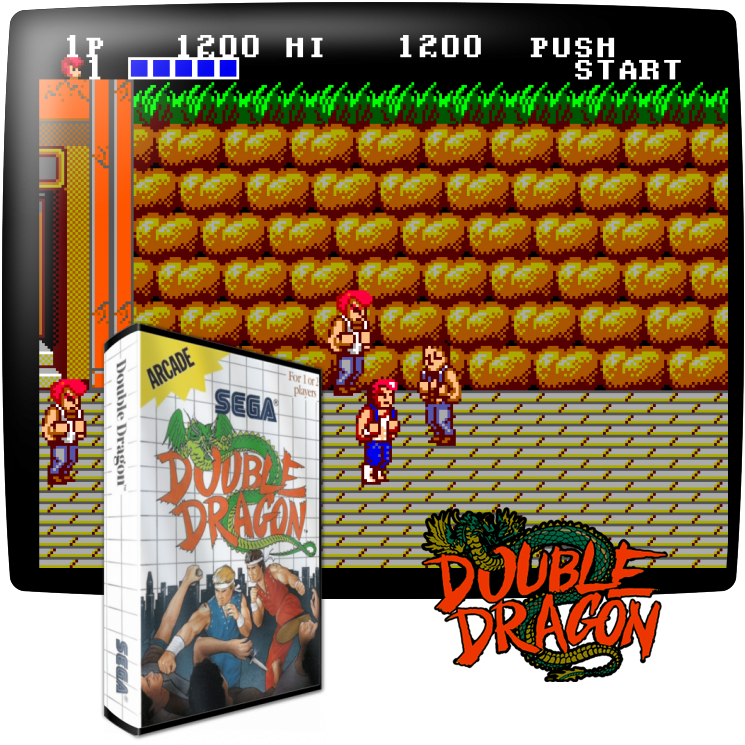 1P 1200 HI 1200 PUSH
1 START
ARCADE
For 1 or 2
players
SEGA®
DOUBLE
DRAGON
Double Dragon™
SEGA
DOUBLE
DRAGON